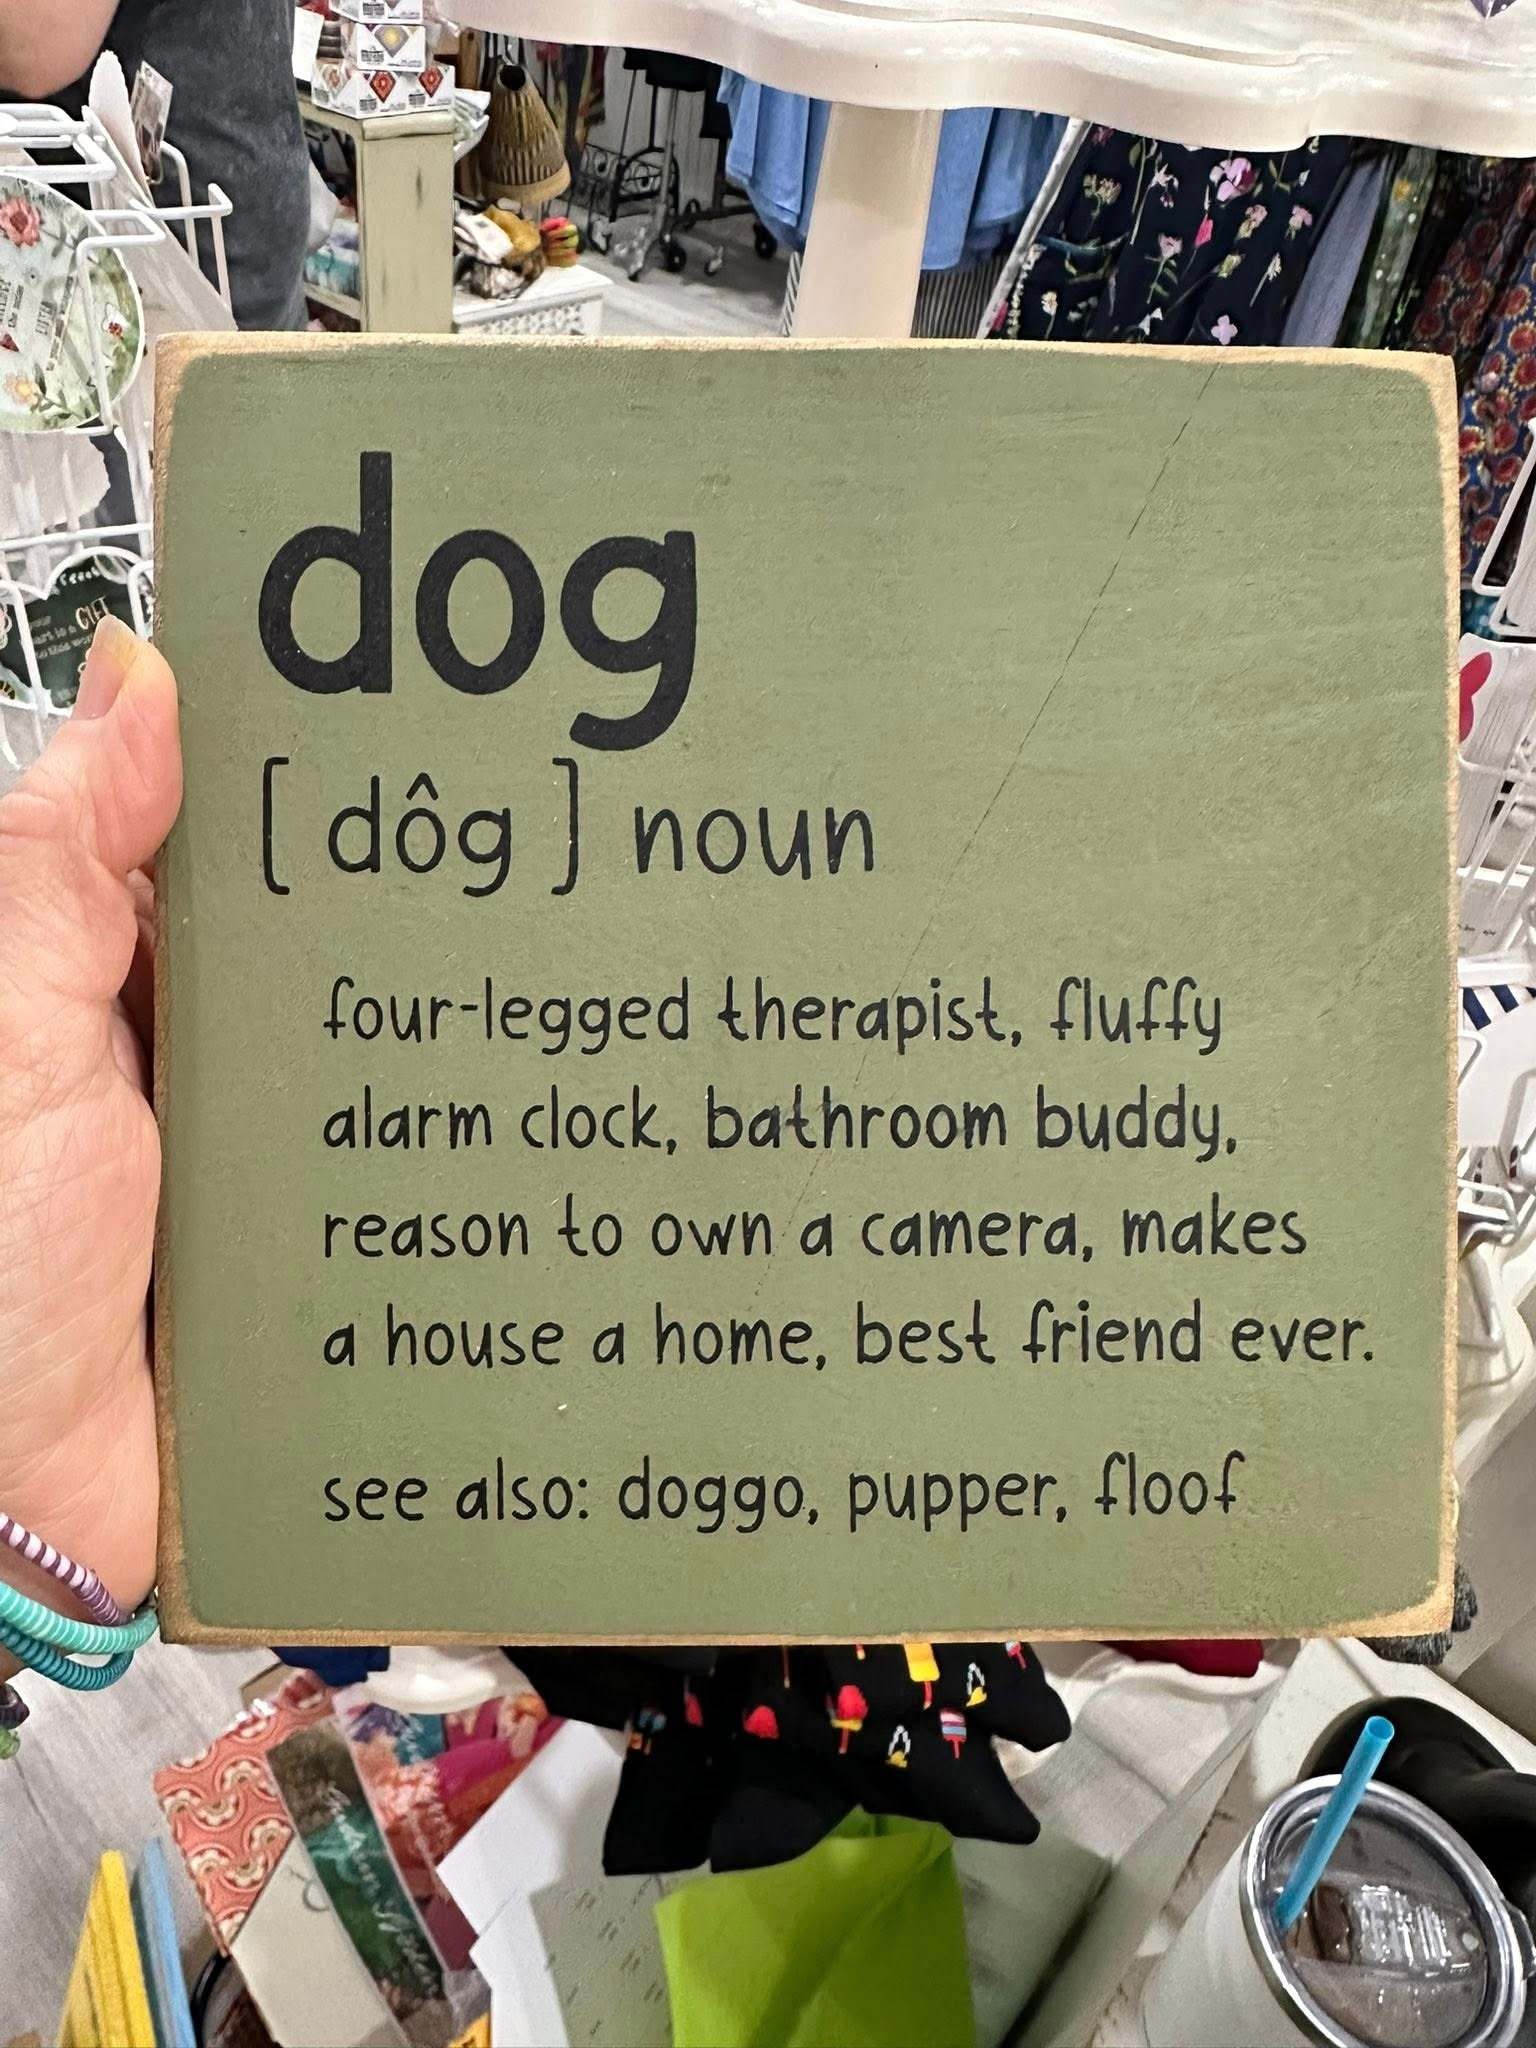 dog
[ dôg ] noun
four-legged therapist, fluffy
alarm clock, bathroom buddy,
reason to own a camera, makes
a house a home, best friend ever.
see also: doggo, pupper, floof
GIFT